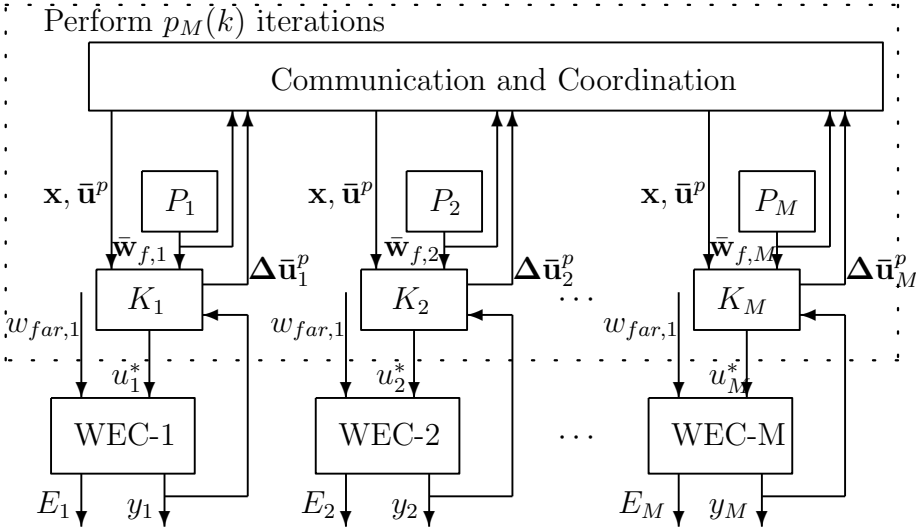 Perform p_M(k) iterations
Communication and Coordination
x, ū^p x, ū^p x, ū^p
P_1 P_2 P_M
w̄_{f,1} w̄_{f,2} w̄_{f,M}
Δū_1^p Δū_2^p Δū_M^p
K_1 K_2 ⋯ K_M
w_{far,1} w_{far,1} w_{far,1}
u_1^* u_2^* u_M^*
WEC-1 WEC-2 ⋯ WEC-M
E_1 y_1 E_2 y_2 E_M y_M